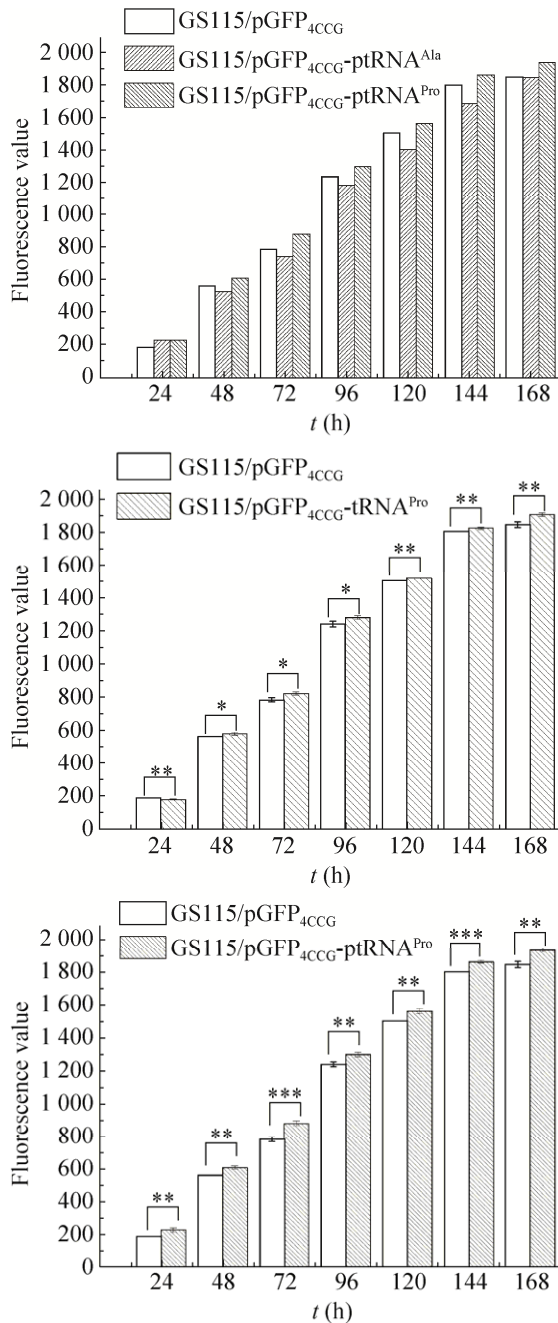 GS115/pGFP4CCG
GS115/pGFP4CCG-ptRNAAla
GS115/pGFP4CCG-ptRNAPro
Fluorescence value
2 000
1 800
1 600
1 400
1 200
1 000
800
600
400
200
0
24 48 72 96 120 144 168
t (h)
GS115/pGFP4CCG
GS115/pGFP4CCG-tRNAPro
Fluorescence value
2 000
1 800
1 600
1 400
1 200
1 000
800
600
400
200
0
** * * * ** ** **
24 48 72 96 120 144 168
t (h)
GS115/pGFP4CCG
GS115/pGFP4CCG-ptRNAPro
Fluorescence value
2 000
1 800
1 600
1 400
1 200
1 000
800
600
400
200
0
** ** *** ** ** *** **
24 48 72 96 120 144 168
t (h)